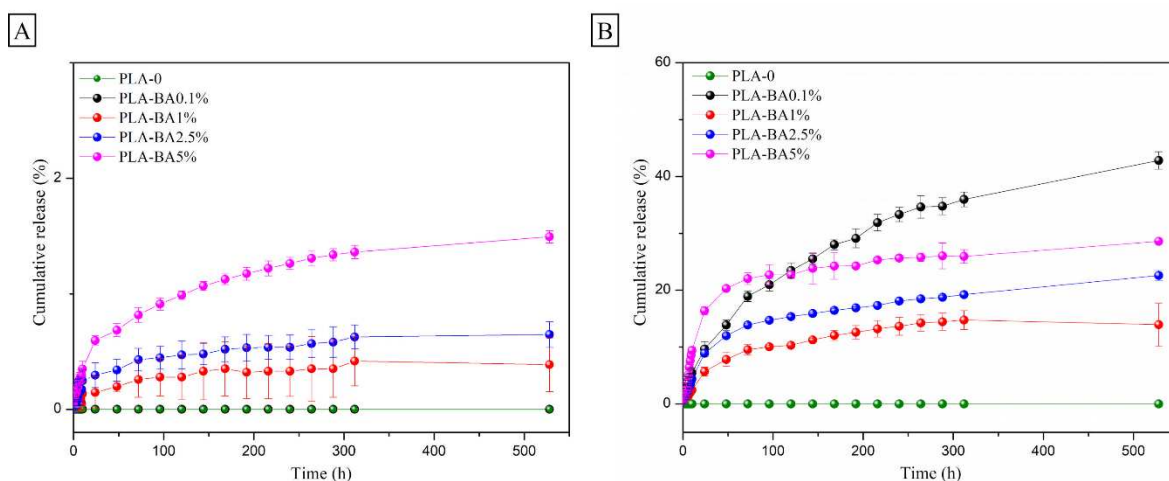 A
PLA-0
PLA-BA0.1%
PLA-BA1%
PLA-BA2.5%
PLA-BA5%
Cumulative release (%)
2
0
0
100
200
300
400
500
Time (h)
B
PLA-0
PLA-BA0.1%
PLA-BA1%
PLA-BA2.5%
PLA-BA5%
Cumulative release (%)
60
40
20
0
0
100
200
300
400
500
Time (h)